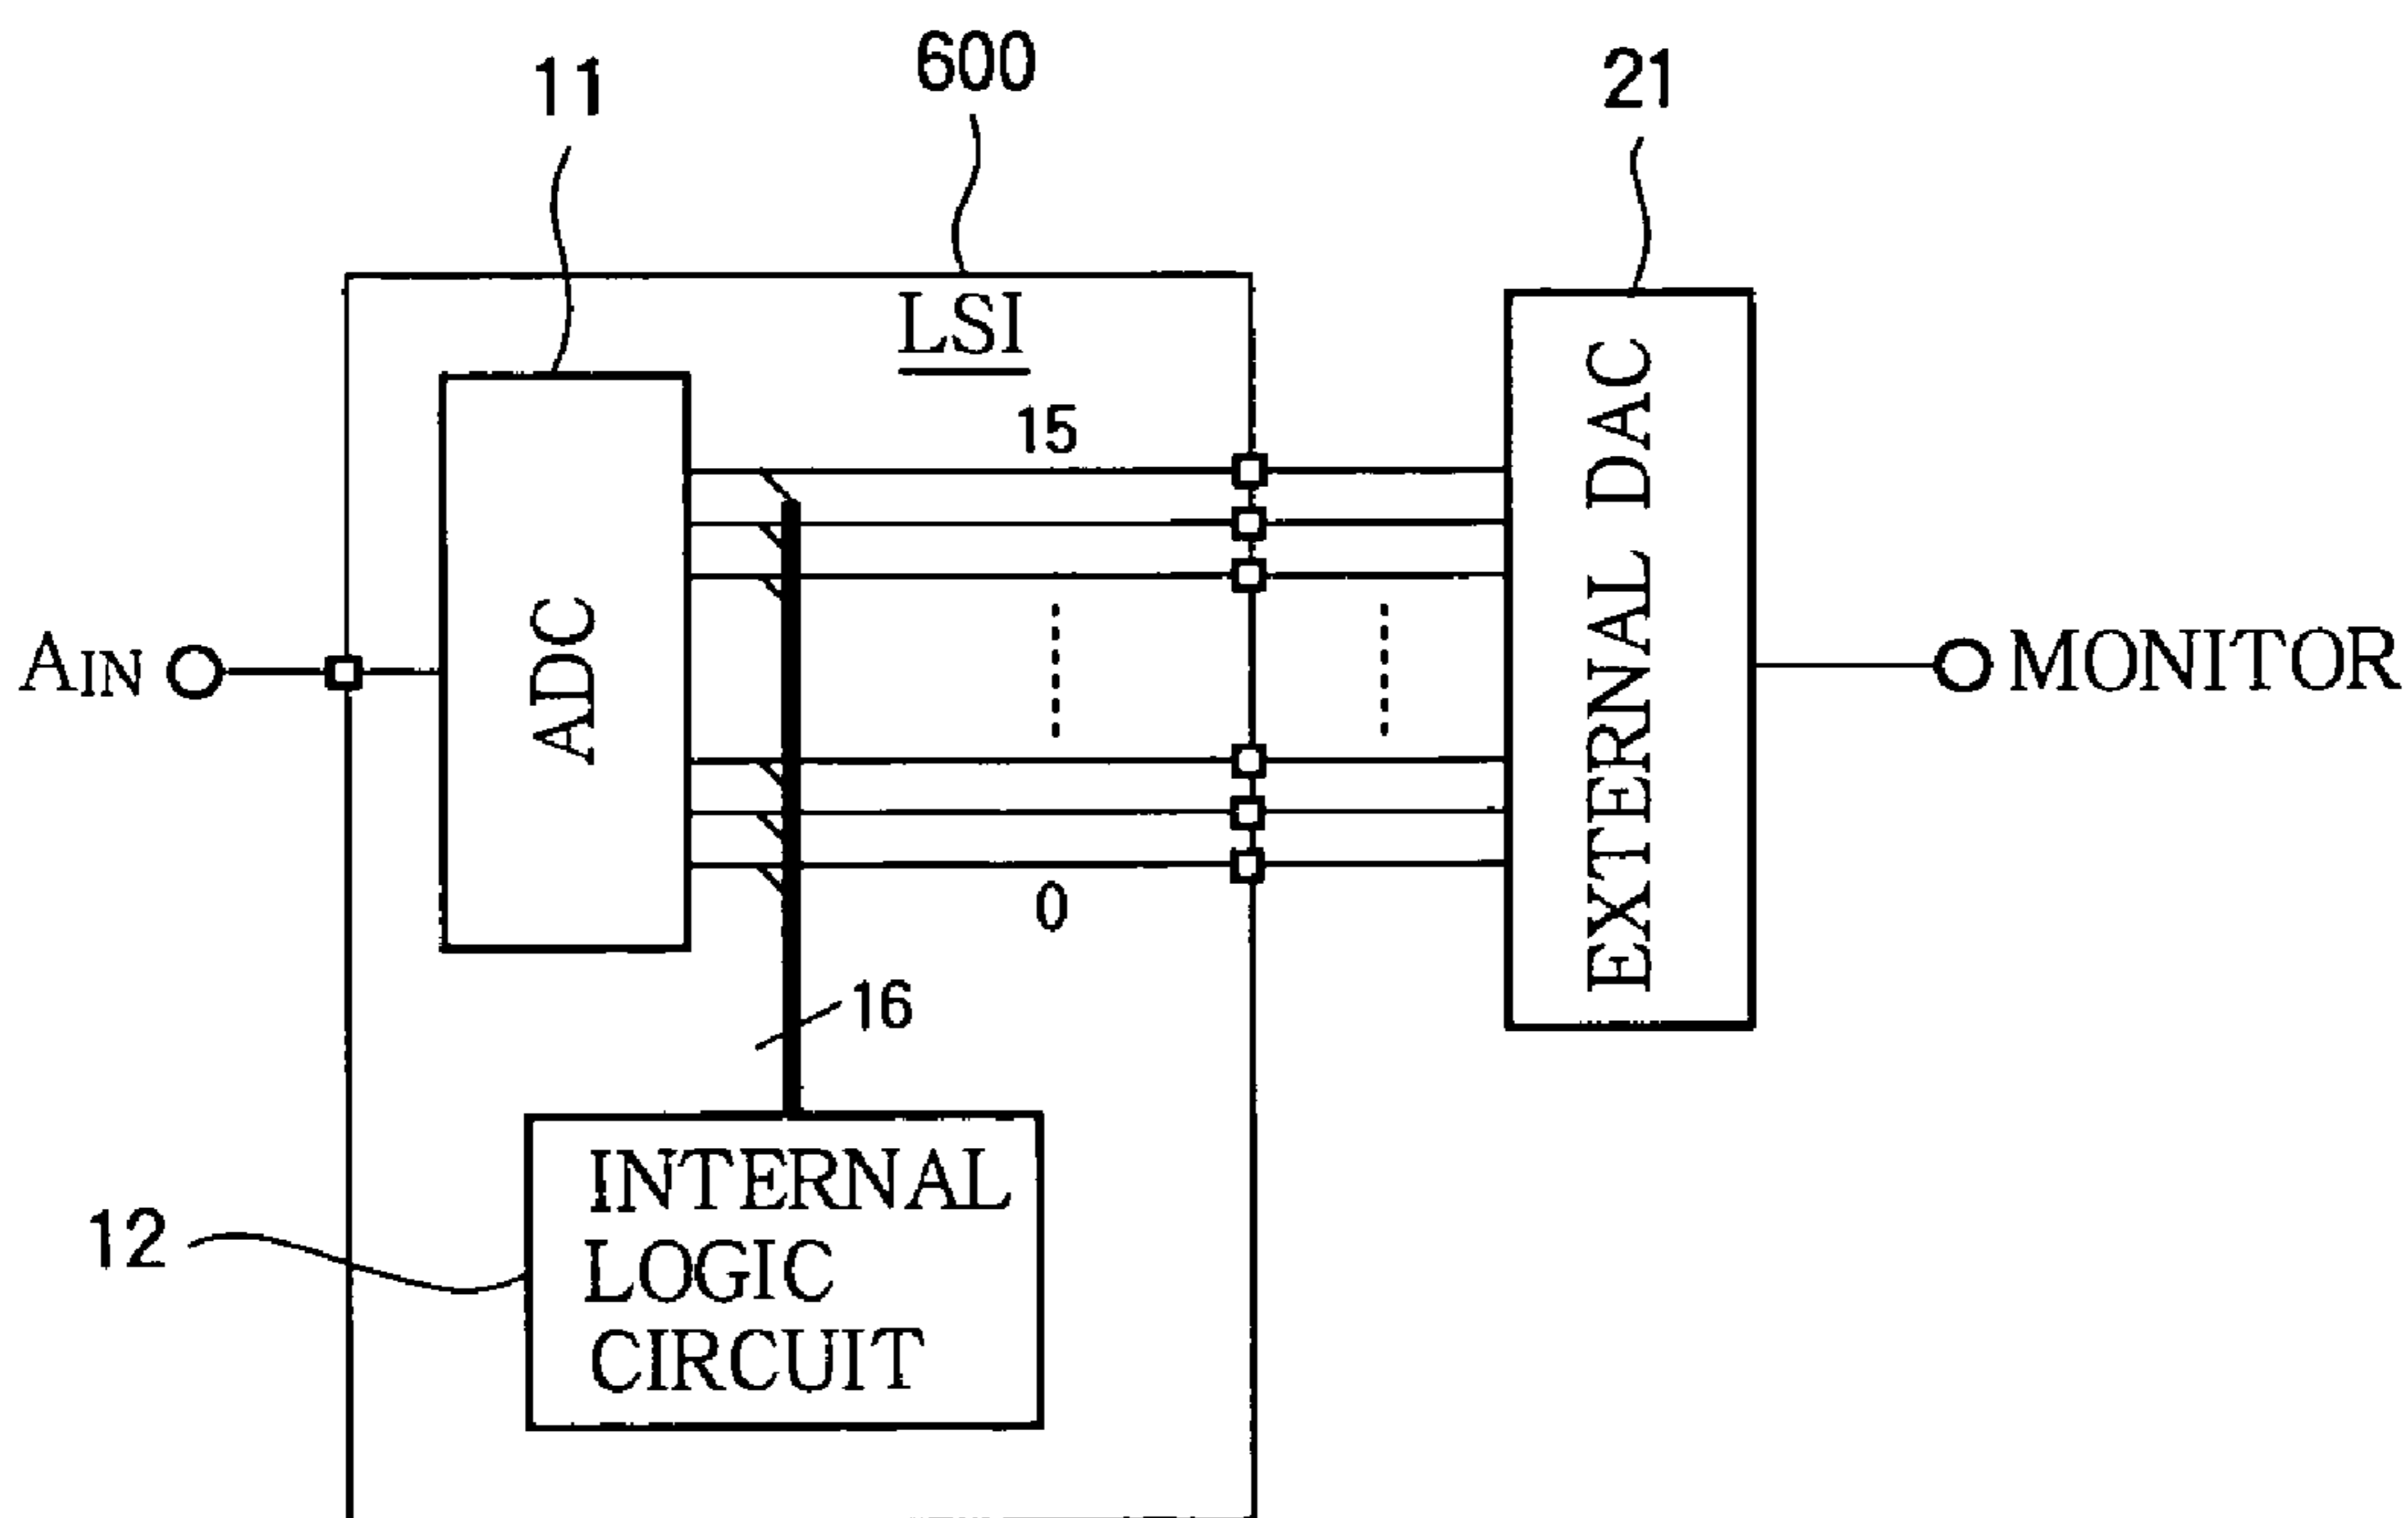 11
600
21
LSI
15
ADC
EXTERNAL DAC
AIN
MONITOR
0
16
12
INTERNAL
LOGIC
CIRCUIT